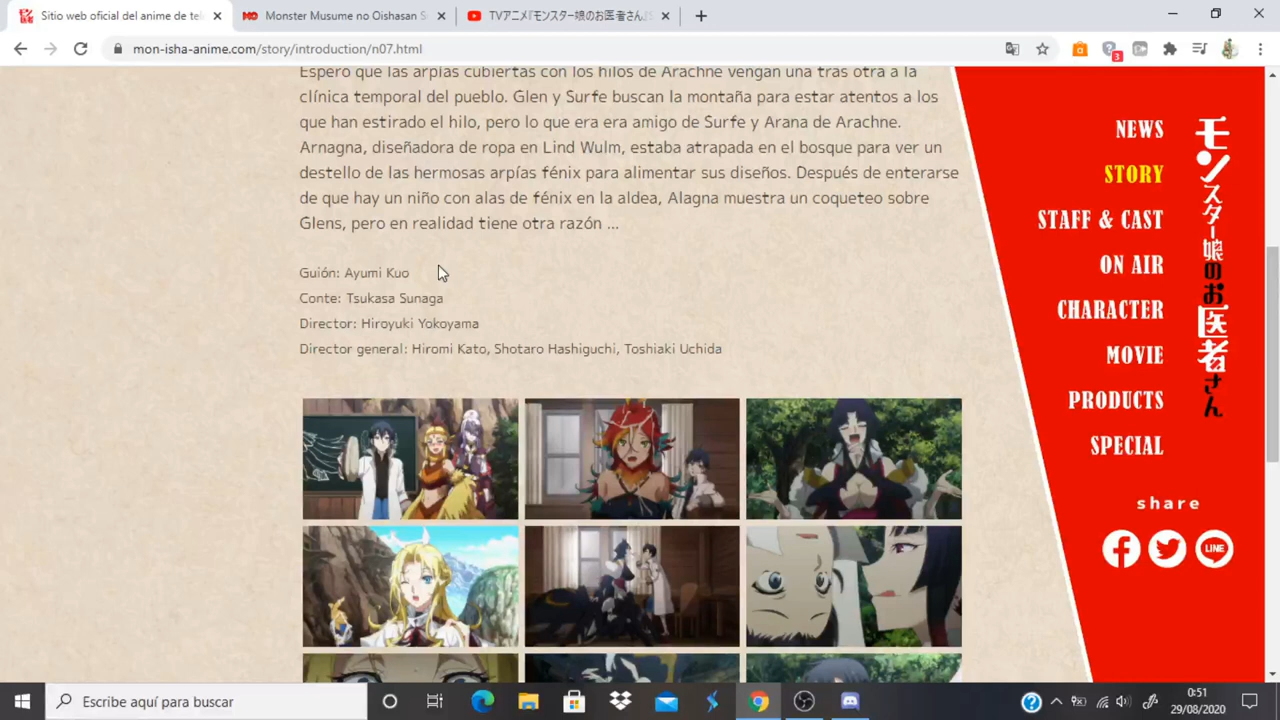 Sitio web oficial del anime de tele
Monster Musume no Oishasan S
TVアニメ『モンスター娘のお医者さん』S
mon-isha-anime.com/story/introduction/n07.html
3
Espero que las arpías cubiertas con los hilos de Arachne vengan una tras otra a la
clínica temporal del pueblo. Glen y Surfe buscan la montaña para estar atentos a los
que han estirado el hilo, pero lo que era era amigo de Surfe y Arana de Arachne.
Arnagna, diseñadora de ropa en Lind Wulm, estaba atrapada en el bosque para ver un
destello de las hermosas arpías fénix para alimentar sus diseños. Después de enterarse
de que hay un niño con alas de fénix en la aldea, Alagna muestra un coqueteo sobre
Glens, pero en realidad tiene otra razón ...
Guión: Ayumi Kuo
Conte: Tsukasa Sunaga
Director: Hiroyuki Yokoyama
Director general: Hiromi Kato, Shotaro Hashiguchi, Toshiaki Uchida
NEWS
STORY
STAFF & CAST
ON AIR
CHARACTER
MOVIE
PRODUCTS
SPECIAL
モンスター娘のお医者さん
share
LINE
Escribe aquí para buscar
0:51
29/08/2020